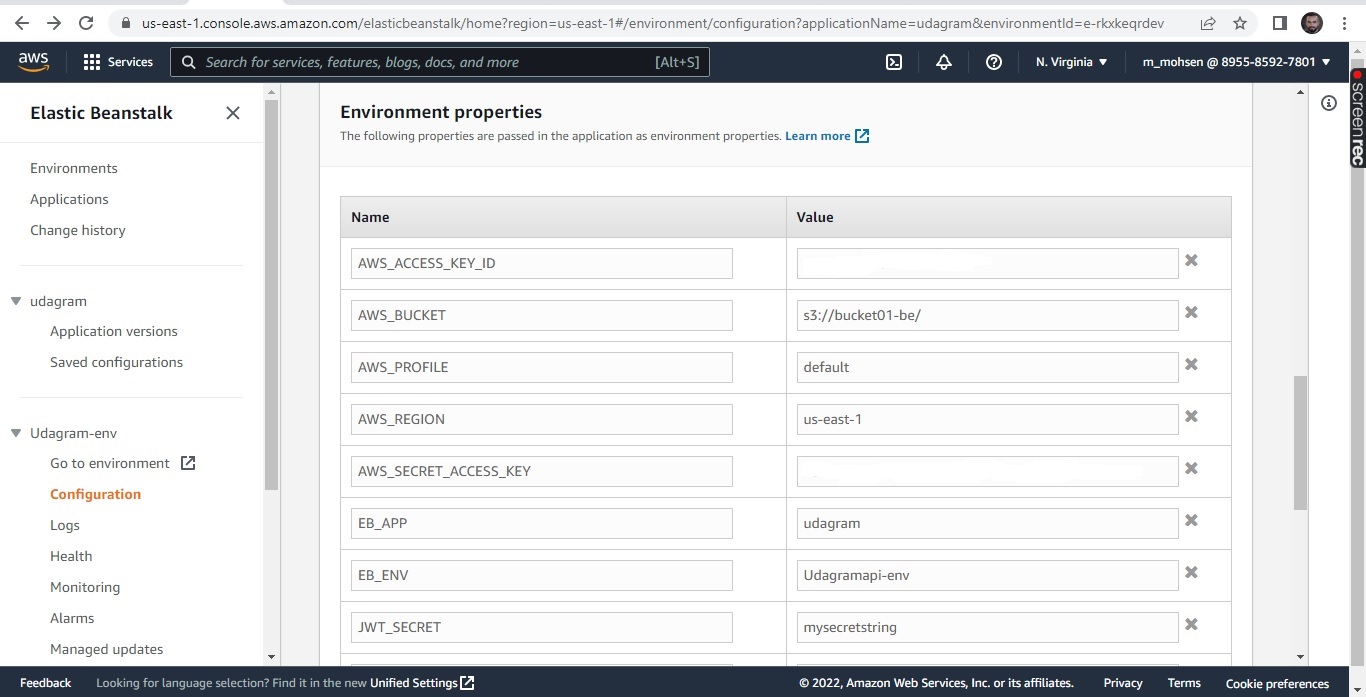 us-east-1.console.aws.amazon.com/elasticbeanstalk/home?region=us-east-1#/environment/configuration?applicationName=udagram&environmentId=e-rkxkeqrdev
aws
Services
Search for services, features, blogs, docs, and more
[Alt+S]
N. Virginia
m_mohsen @ 8955-8592-7801
screenrec
Elastic Beanstalk
Environments
Applications
Change history
udagram
Application versions
Saved configurations
Udagram-env
Go to environment
Configuration
Logs
Health
Monitoring
Alarms
Managed updates
Environment properties
The following properties are passed in the application as environment properties. Learn more
Name Value
AWS_ACCESS_KEY_ID
AWS_BUCKET s3://bucket01-be/
AWS_PROFILE default
AWS_REGION us-east-1
AWS_SECRET_ACCESS_KEY
EB_APP udagram
EB_ENV Udagramapi-env
JWT_SECRET mysecretstring
Feedback Looking for language selection? Find it in the new Unified Settings
© 2022, Amazon Web Services, Inc. or its affiliates. Privacy Terms Cookie preferences